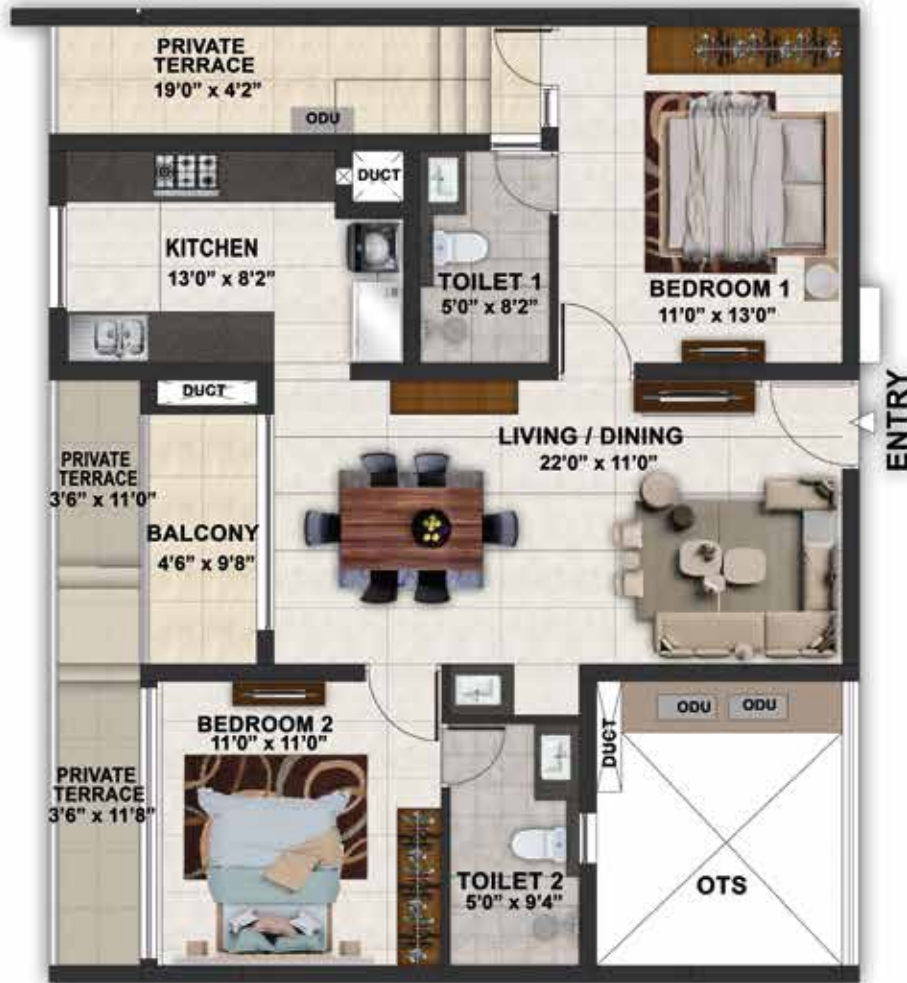 PRIVATE
TERRACE
19'0” x 4'2”
ODU
DUCT
KITCHEN
13'0” x 8'2”
TOILET 1
5'0” x 8'2”
BEDROOM 1
11'0” x 13'0”
ENTRY
DUCT
LIVING / DINING
22'0” x 11'0”
PRIVATE
TERRACE
3'6” x 11'0”
BALCONY
4'6” x 9'8”
BEDROOM 2
11'0” x 11'0”
ODU
ODU
DUCT
PRIVATE
TERRACE
3'6” x 11'8”
TOILET 2
5'0” x 9'4”
OTS